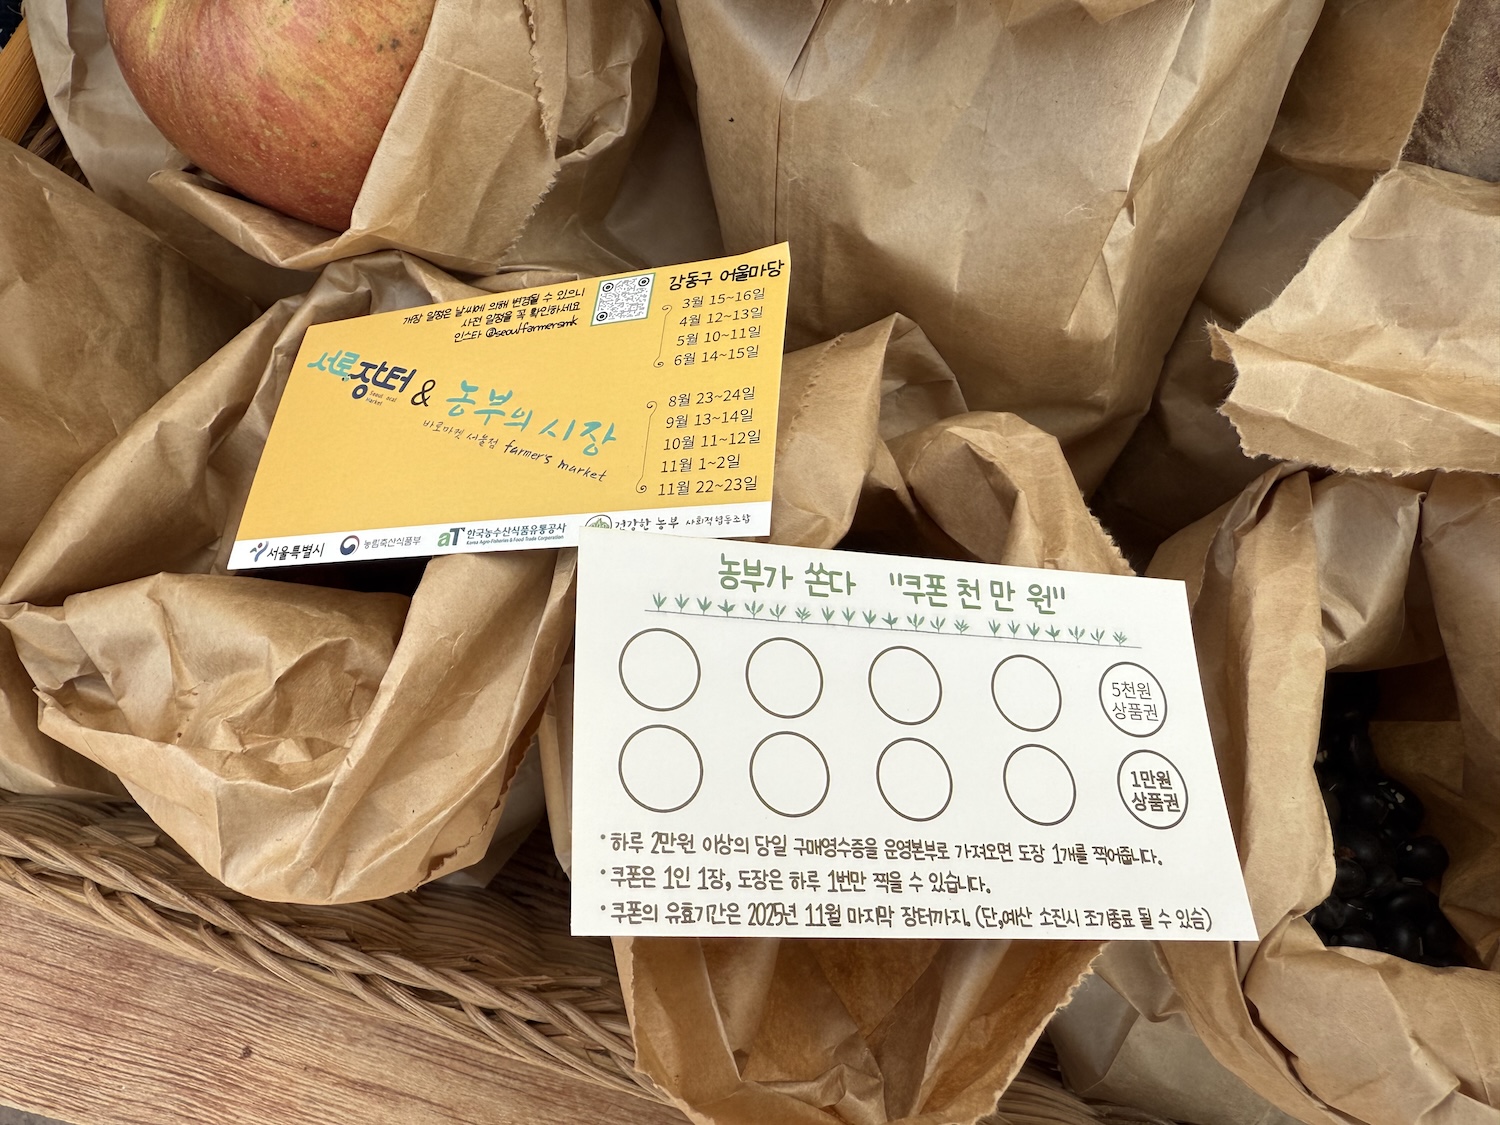 개장 일정은 날씨에 의해 변경될 수 있으니
사전 일정을 꼭 확인하세요
인스타 @seoulfarmersmk
서로장터 & 농부의 시장
바로마켓 서울점 farmer's market
강동구 어울마당
3월 15~16일
4월 12~13일
5월 10~11일
6월 14~15일
8월 23~24일
9월 13~14일
10월 11~12일
11월 1~2일
11월 22~23일
서울특별시
농림축산식품부
aT 한국농수산식품유통공사
Korea Agro-Fisheries & Food Trade Corporation
건강한 농부 사회적협동조합
농부가 쏜다 "쿠폰 천 만 원"
5천원
상품권
1만원
상품권
• 하루 2만원 이상의 당일 구매영수증을 운영본부로 가져오면 도장 1개를 찍어줍니다.
• 쿠폰은 1인 1장, 도장은 하루 1번만 찍을 수 있습니다.
• 쿠폰의 유효기간은 2025년 11월 마지막 장터까지. (단,예산 소진시 조기종료 될 수 있음)